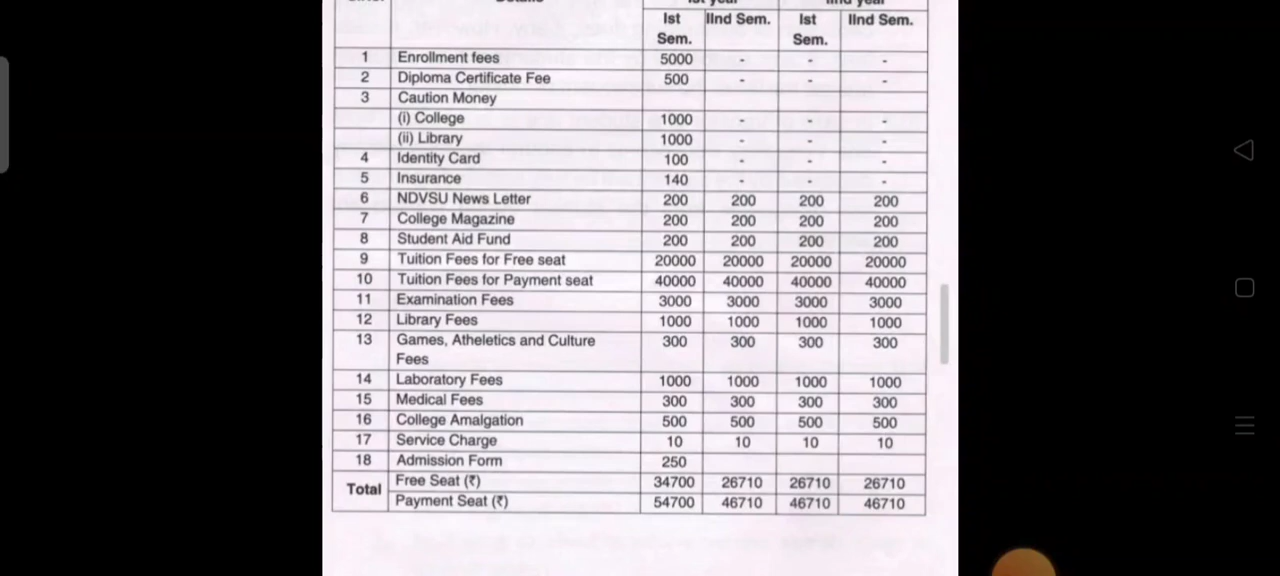 Ist Sem. IInd Sem. Ist Sem. IInd Sem.
1 Enrollment fees 5000 - - -
2 Diploma Certificate Fee 500 - - -
3 Caution Money
(i) College 1000 - - -
(ii) Library 1000 - - -
4 Identity Card 100 - - -
5 Insurance 140 - - -
6 NDVSU News Letter 200 200 200 200
7 College Magazine 200 200 200 200
8 Student Aid Fund 200 200 200 200
9 Tuition Fees for Free seat 20000 20000 20000 20000
10 Tuition Fees for Payment seat 40000 40000 40000 40000
11 Examination Fees 3000 3000 3000 3000
12 Library Fees 1000 1000 1000 1000
13 Games, Atheletics and Culture 300 300 300 300
Fees
14 Laboratory Fees 1000 1000 1000 1000
15 Medical Fees 300 300 300 300
16 College Amalgation 500 500 500 500
17 Service Charge 10 10 10 10
18 Admission Form 250
Total Free Seat (₹) 34700 26710 26710 26710
Payment Seat (₹) 54700 46710 46710 46710